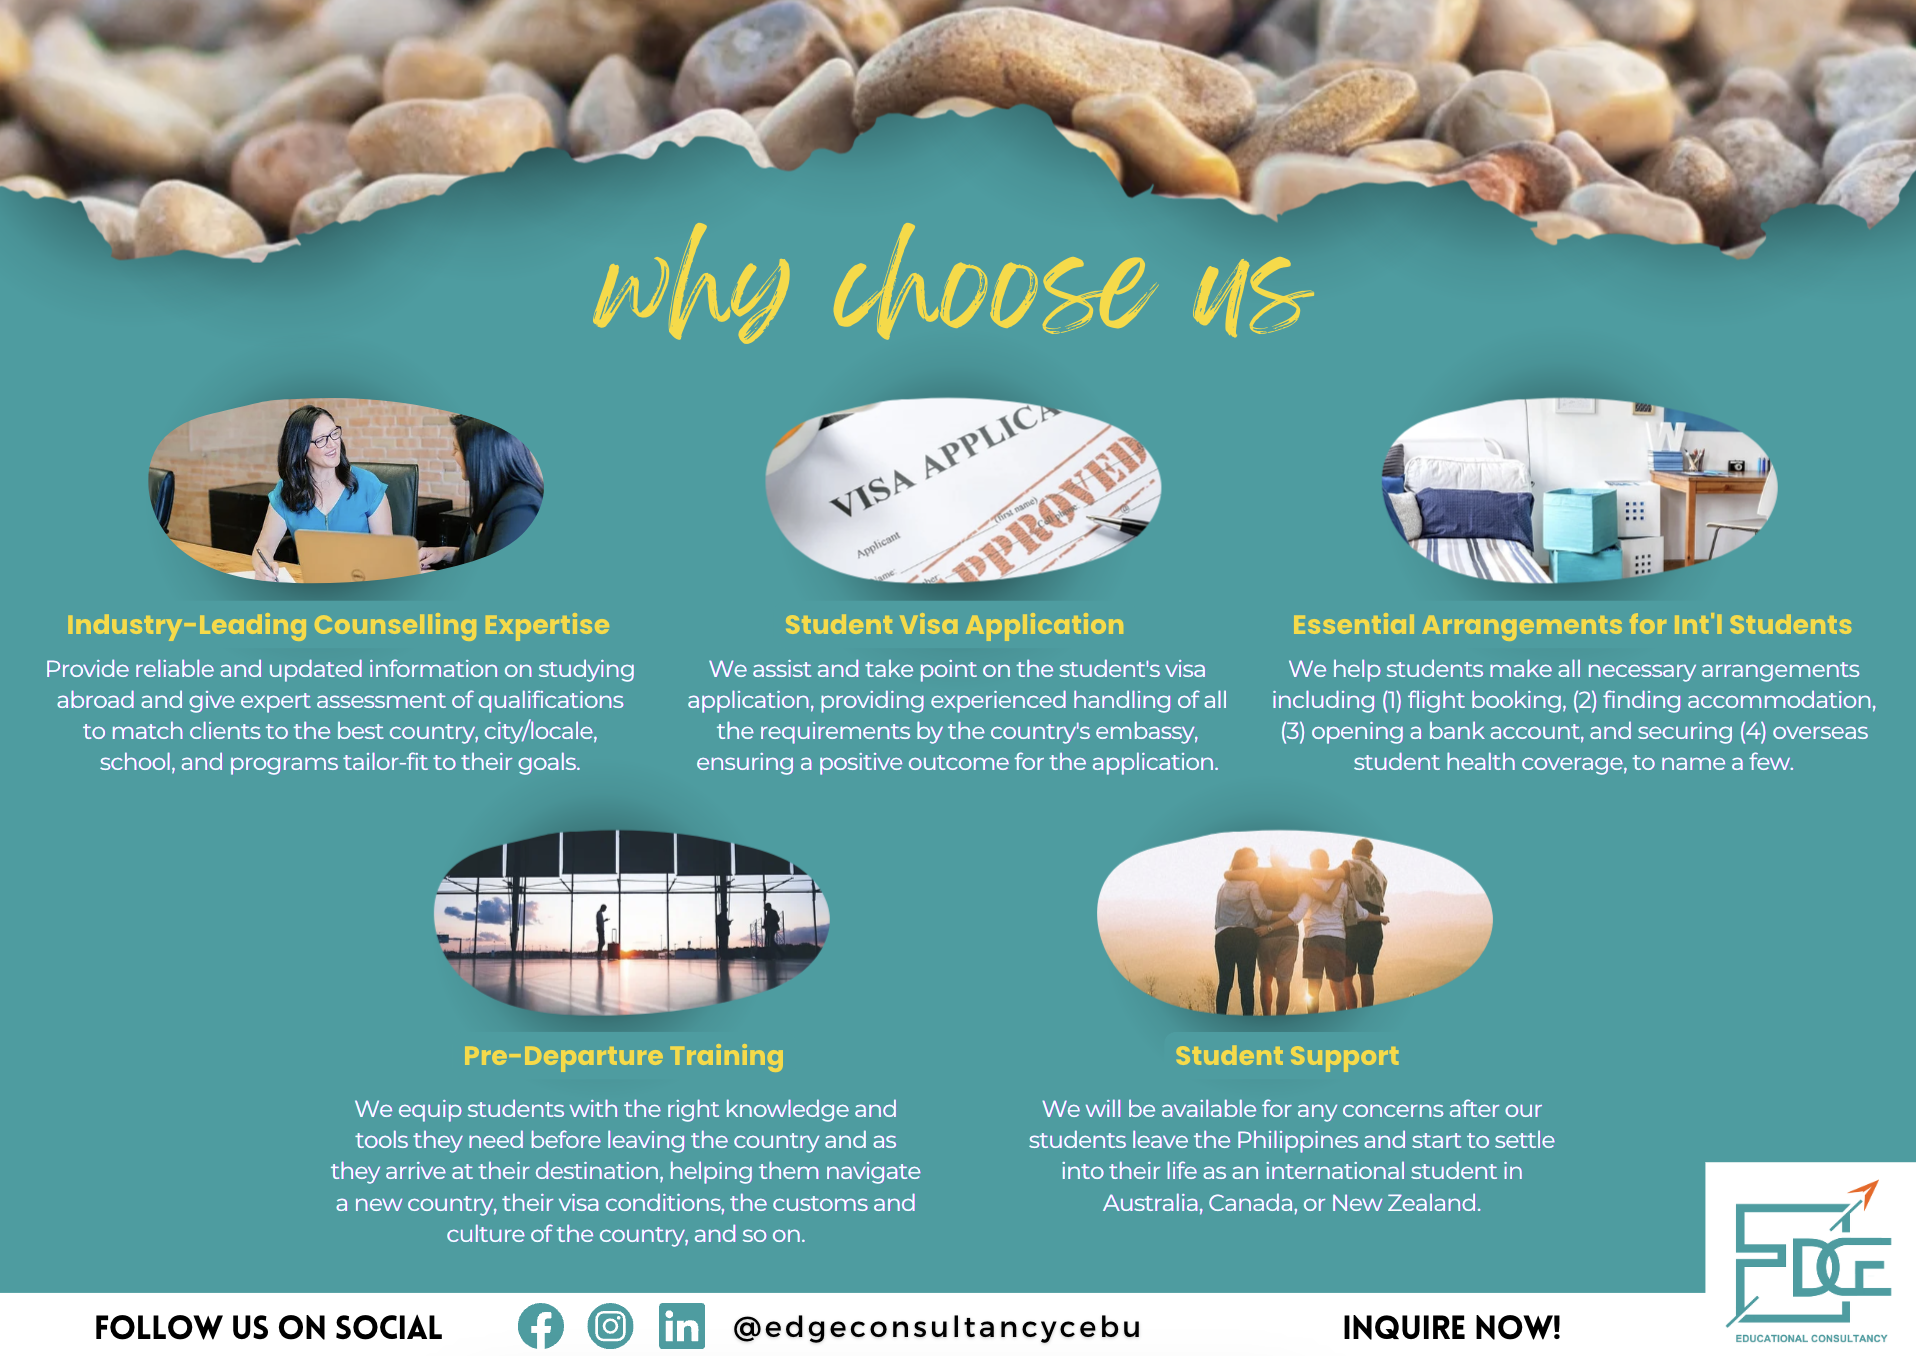 why choose us
VISA APPLICA
APPROVED
(first name)
Cell phone
Applicant
Industry-Leading Counselling Expertise
Provide reliable and updated information on studying
abroad and give expert assessment of qualifications
to match clients to the best country, city/locale,
school, and programs tailor-fit to their goals.
Student Visa Application
We assist and take point on the student's visa
application, providing experienced handling of all
the requirements by the country's embassy,
ensuring a positive outcome for the application.
Essential Arrangements for Int'l Students
We help students make all necessary arrangements
including (1) flight booking, (2) finding accommodation,
(3) opening a bank account, and securing (4) overseas
student health coverage, to name a few.
Pre-Departure Training
We equip students with the right knowledge and
tools they need before leaving the country and as
they arrive at their destination, helping them navigate
a new country, their visa conditions, the customs and
culture of the country, and so on.
Student Support
We will be available for any concerns after our
students leave the Philippines and start to settle
into their life as an international student in
Australia, Canada, or New Zealand.
FOLLOW US ON SOCIAL
@edgeconsultancycebu
INQUIRE NOW!
EDGE
EDUCATIONAL CONSULTANCY